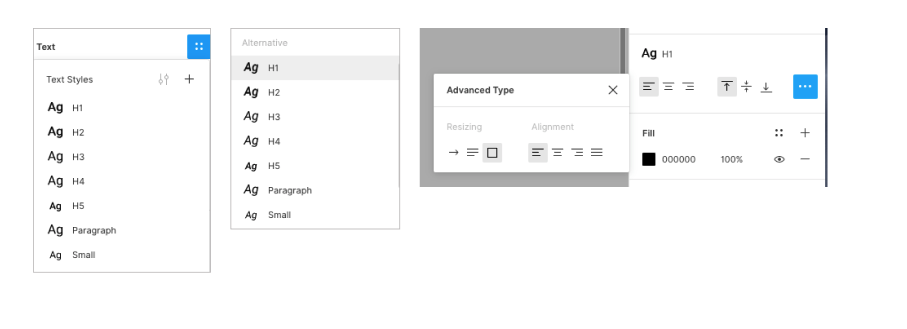 Text
Text Styles
Ag H1
Ag H2
Ag H3
Ag H4
Ag H5
Ag Paragraph
Ag Small
Alternative
Ag H1
Ag H2
Ag H3
Ag H4
Ag H5
Ag Paragraph
Ag Small
Advanced Type
Resizing Alignment
Ag H1
Fill
000000 100%